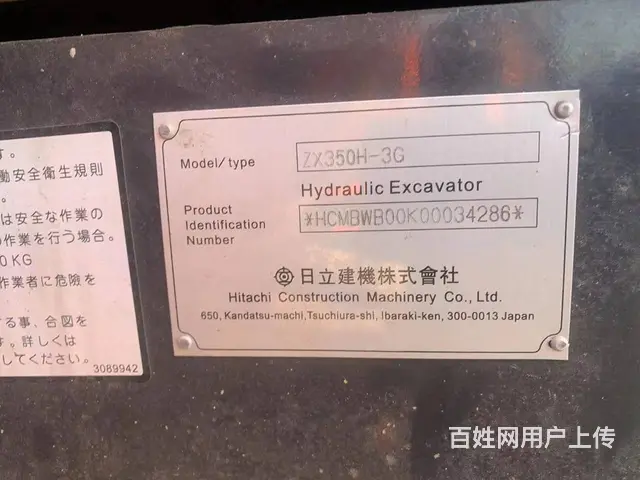 す。
働安全衛生規則
。
は安全な作業の
の作業を行う場合。
0KG
作業者に危険を
する事、合図を
す。詳しくは
してください。
3089942
Model/type ZX350H-3G
Hydraulic Excavator
Product
Identification
Number
*HCMBWB00K00034286*
日立建機株式會社
Hitachi Construction Machinery Co., Ltd.
650, Kandatsu-machi,Tsuchiura-shi, Ibaraki-ken, 300-0013 Japan
百姓网用户上传